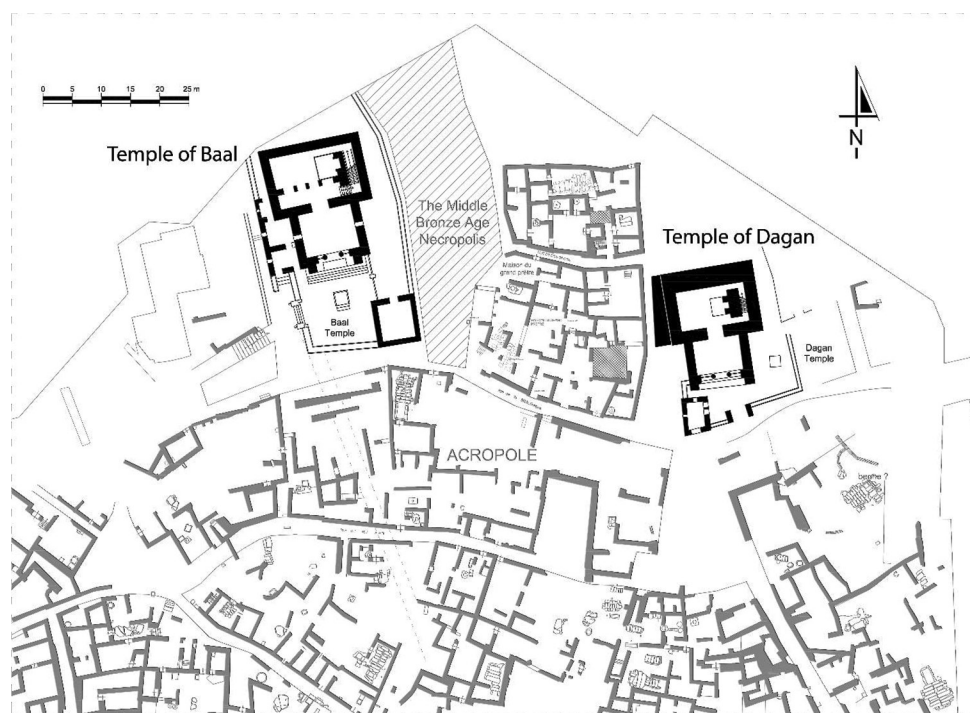 0 5 10 15 20 25 m
Temple of Baal
N
The Middle
Bronze Age
Necropolis
Temple of Dagan
Maison du
grand prêtre
Baal
Temple
Dagan
Temple
ACROPOLE